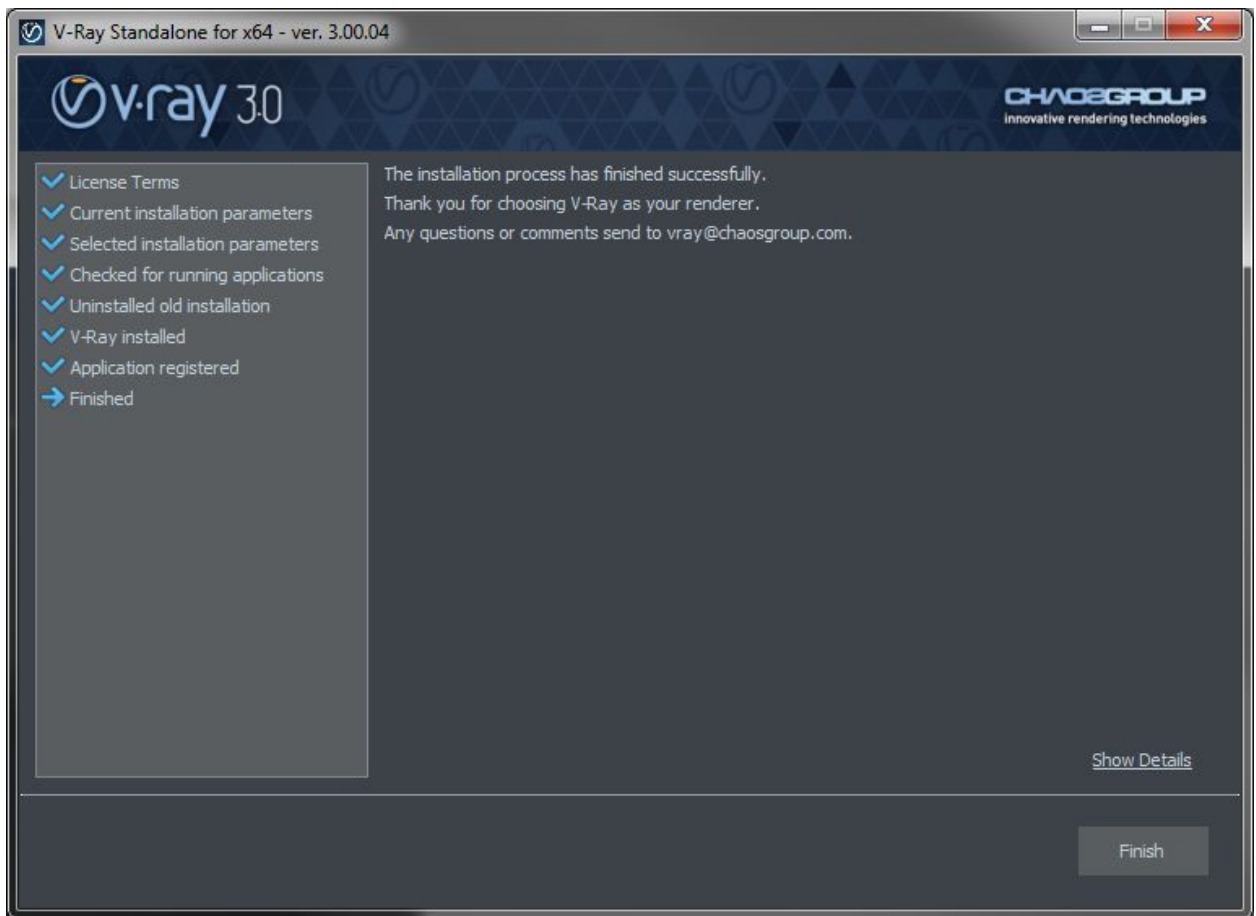 V-Ray Standalone for x64 - ver. 3.00.04
v·ray 3.0
CHAOSGROUP
innovative rendering technologies
License Terms
Current installation parameters
Selected installation parameters
Checked for running applications
Uninstalled old installation
V-Ray installed
Application registered
Finished
The installation process has finished successfully.
Thank you for choosing V-Ray as your renderer.
Any questions or comments send to vray@chaosgroup.com.
Show Details
Finish